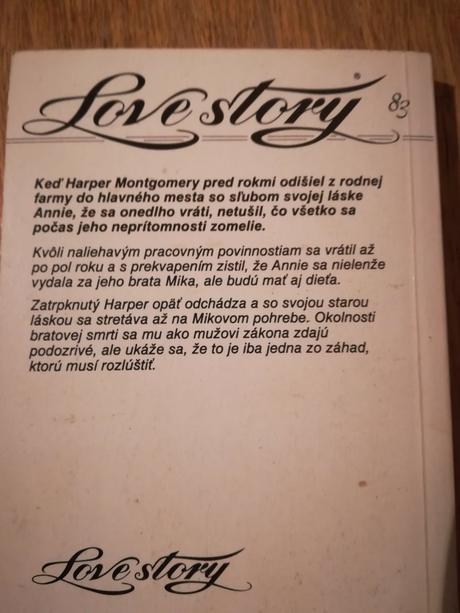 Love story ® 83
Keď Harper Montgomery pred rokmi odišiel z rodnej
farmy do hlavného mesta so sľubom svojej láske
Annie, že sa onedlho vráti, netušil, čo všetko sa
počas jeho neprítomnosti zomelie.
Kvôli naliehavým pracovným povinnostiam sa vrátil až
po pol roku a s prekvapením zistil, že Annie sa nielenže
vydala za jeho brata Mika, ale budú mať aj dieťa.
Zatrpknutý Harper opäť odchádza a so svojou starou
láskou sa stretáva až na Mikovom pohrebe. Okolnosti
bratovej smrti sa mu ako mužovi zákona zdajú
podozrivé, ale ukáže sa, že to je iba jedna zo záhad,
ktorú musí rozlúštiť.
Love story